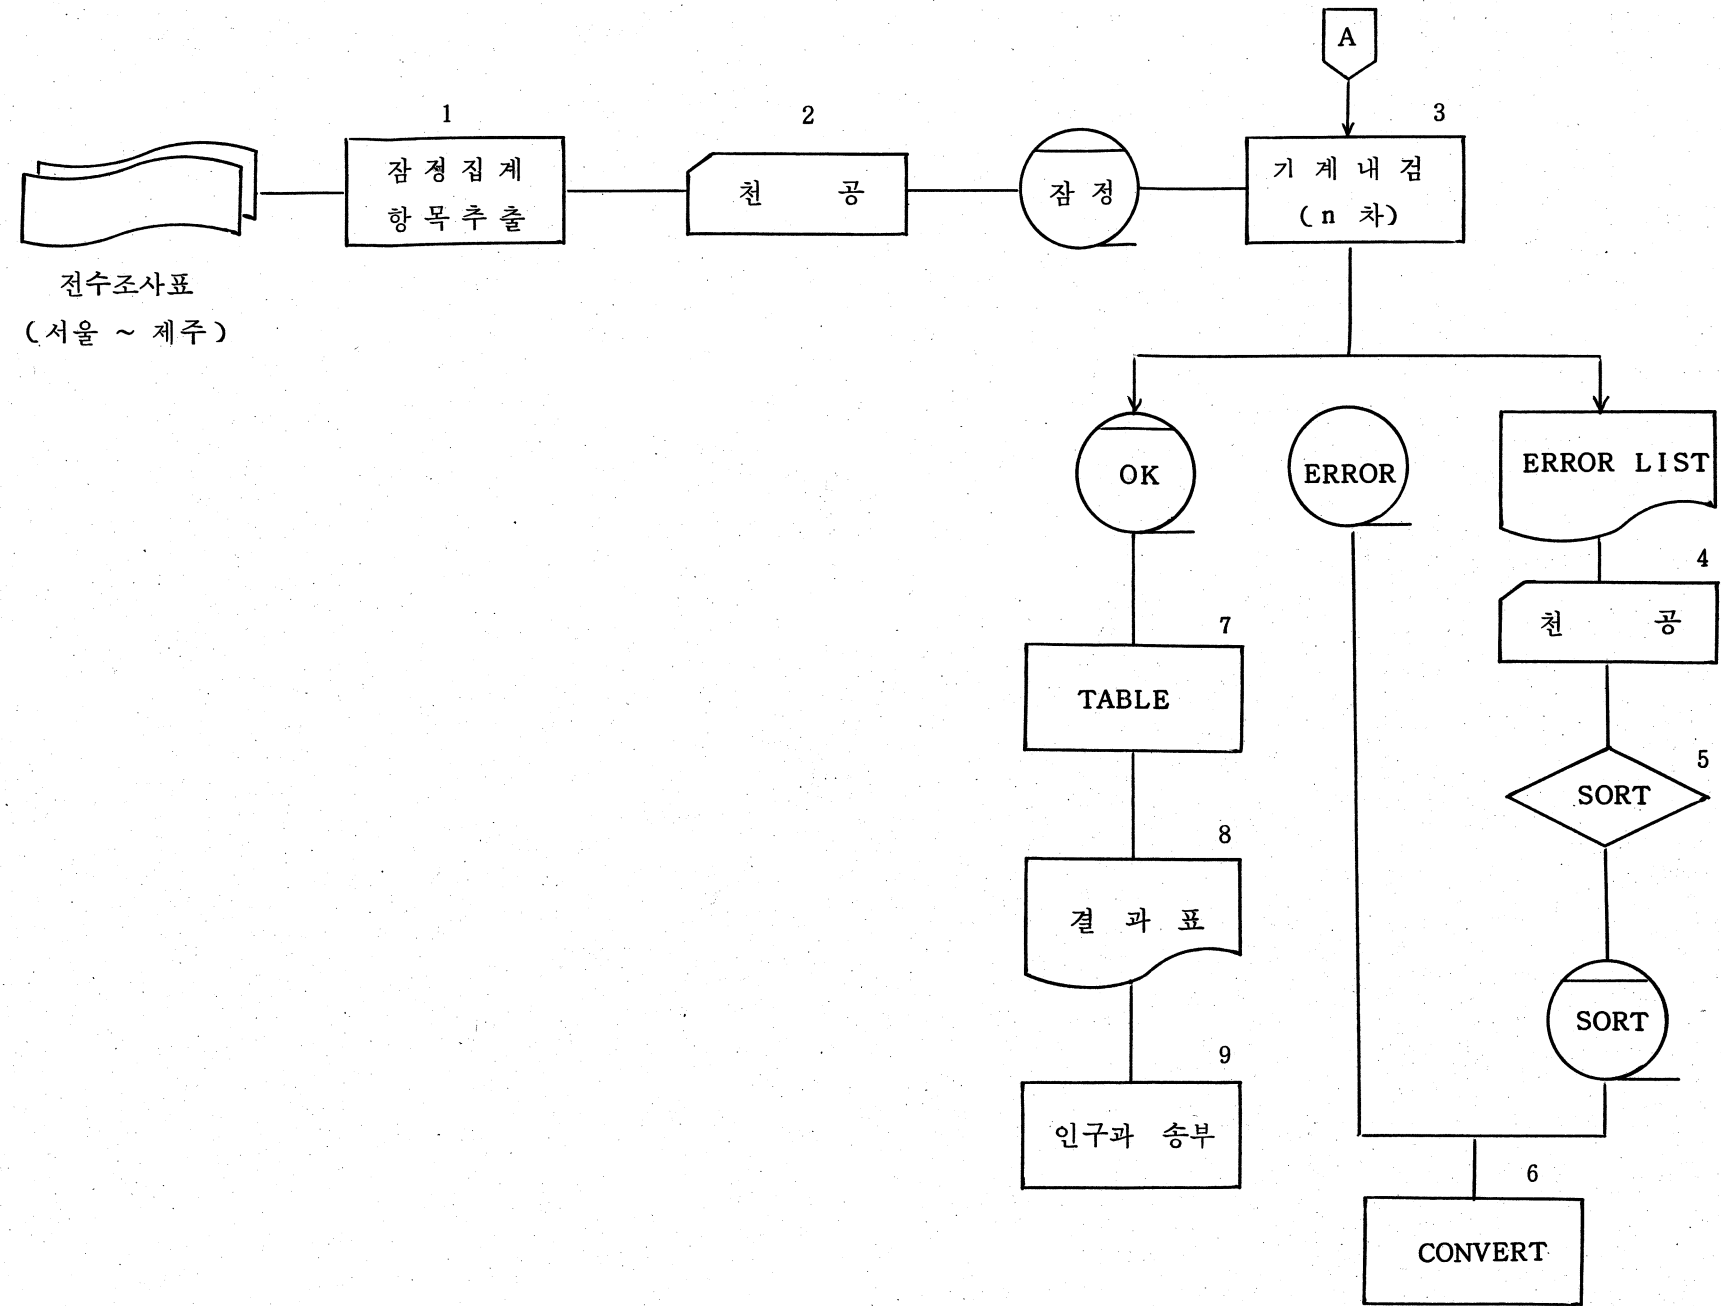 A
1
2
3
잠정집계
항목추출
천 공
잠정
기계내검
(n 차)
전수조사표
(서울 ~ 제주)
OK
ERROR
ERROR LIST
4
천 공
7
TABLE
5
SORT
8
결 과 표
SORT
9
인구과 송부
6
CONVERT